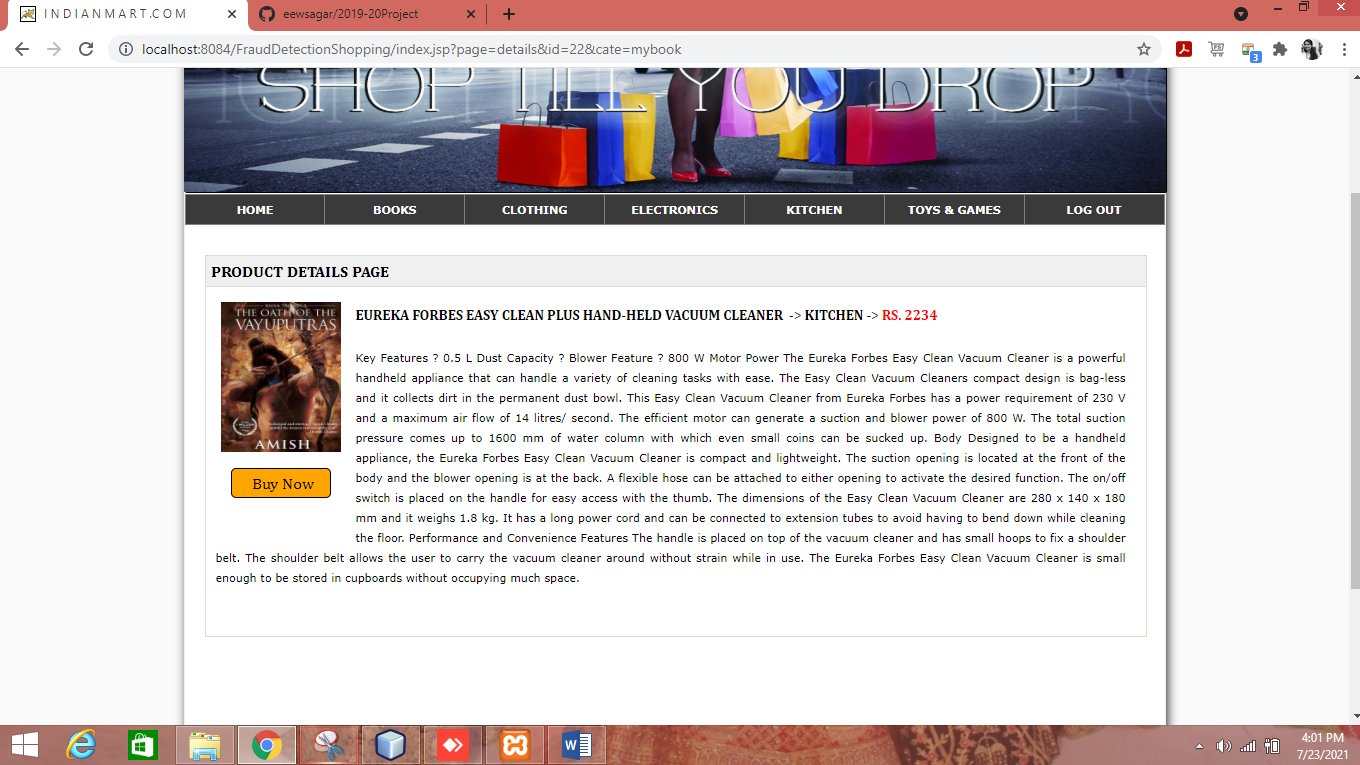 INDIANMART.COM
eewsagar/2019-20Project
localhost:8084/FraudDetectionShopping/index.jsp?page=details&id=22&cate=mybook
3
SHOP TILL YOU DROP
HOME
BOOKS
CLOTHING
ELECTRONICS
KITCHEN
TOYS & GAMES
LOG OUT
PRODUCT DETAILS PAGE
THE OATH OF THE
VAYUPUTRAS
AMISH
Buy Now
EUREKA FORBES EASY CLEAN PLUS HAND-HELD VACUUM CLEANER -> KITCHEN -> RS. 2234
Key Features ? 0.5 L Dust Capacity ? Blower Feature ? 800 W Motor Power The Eureka Forbes Easy Clean Vacuum Cleaner is a powerful
handheld appliance that can handle a variety of cleaning tasks with ease. The Easy Clean Vacuum Cleaners compact design is bag-less
and it collects dirt in the permanent dust bowl. This Easy Clean Vacuum Cleaner from Eureka Forbes has a power requirement of 230 V
and a maximum air flow of 14 litres/ second. The efficient motor can generate a suction and blower power of 800 W. The total suction
pressure comes up to 1600 mm of water column with which even small coins can be sucked up. Body Designed to be a handheld
appliance, the Eureka Forbes Easy Clean Vacuum Cleaner is compact and lightweight. The suction opening is located at the front of the
body and the blower opening is at the back. A flexible hose can be attached to either opening to activate the desired function. The on/off
switch is placed on the handle for easy access with the thumb. The dimensions of the Easy Clean Vacuum Cleaner are 280 x 140 x 180
mm and it weighs 1.8 kg. It has a long power cord and can be connected to extension tubes to avoid having to bend down while cleaning
the floor. Performance and Convenience Features The handle is placed on top of the vacuum cleaner and has small hoops to fix a shoulder
belt. The shoulder belt allows the user to carry the vacuum cleaner around without strain while in use. The Eureka Forbes Easy Clean Vacuum Cleaner is small
enough to be stored in cupboards without occupying much space.
4:01 PM
7/23/2021